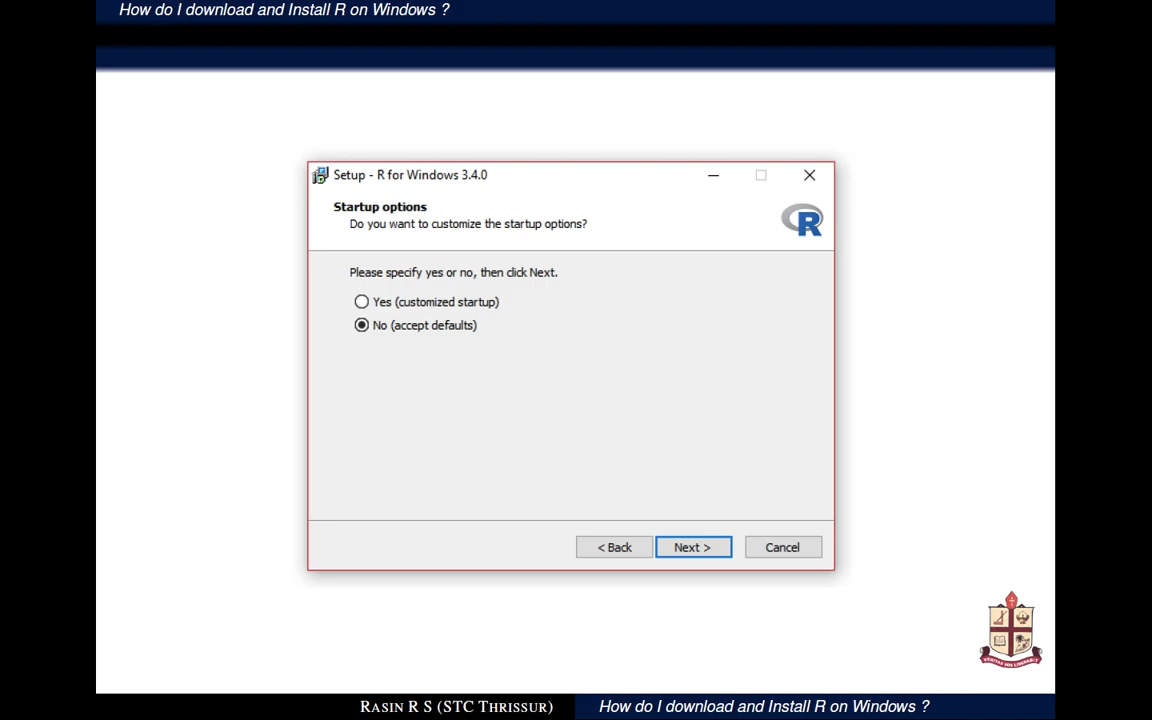 How do I download and Install R on Windows ?
Setup - R for Windows 3.4.0
Startup options
Do you want to customize the startup options?
R
Please specify yes or no, then click Next.
Yes (customized startup)
No (accept defaults)
< Back
Next >
Cancel
RASIN R S (STC THRISSUR)
How do I download and Install R on Windows ?